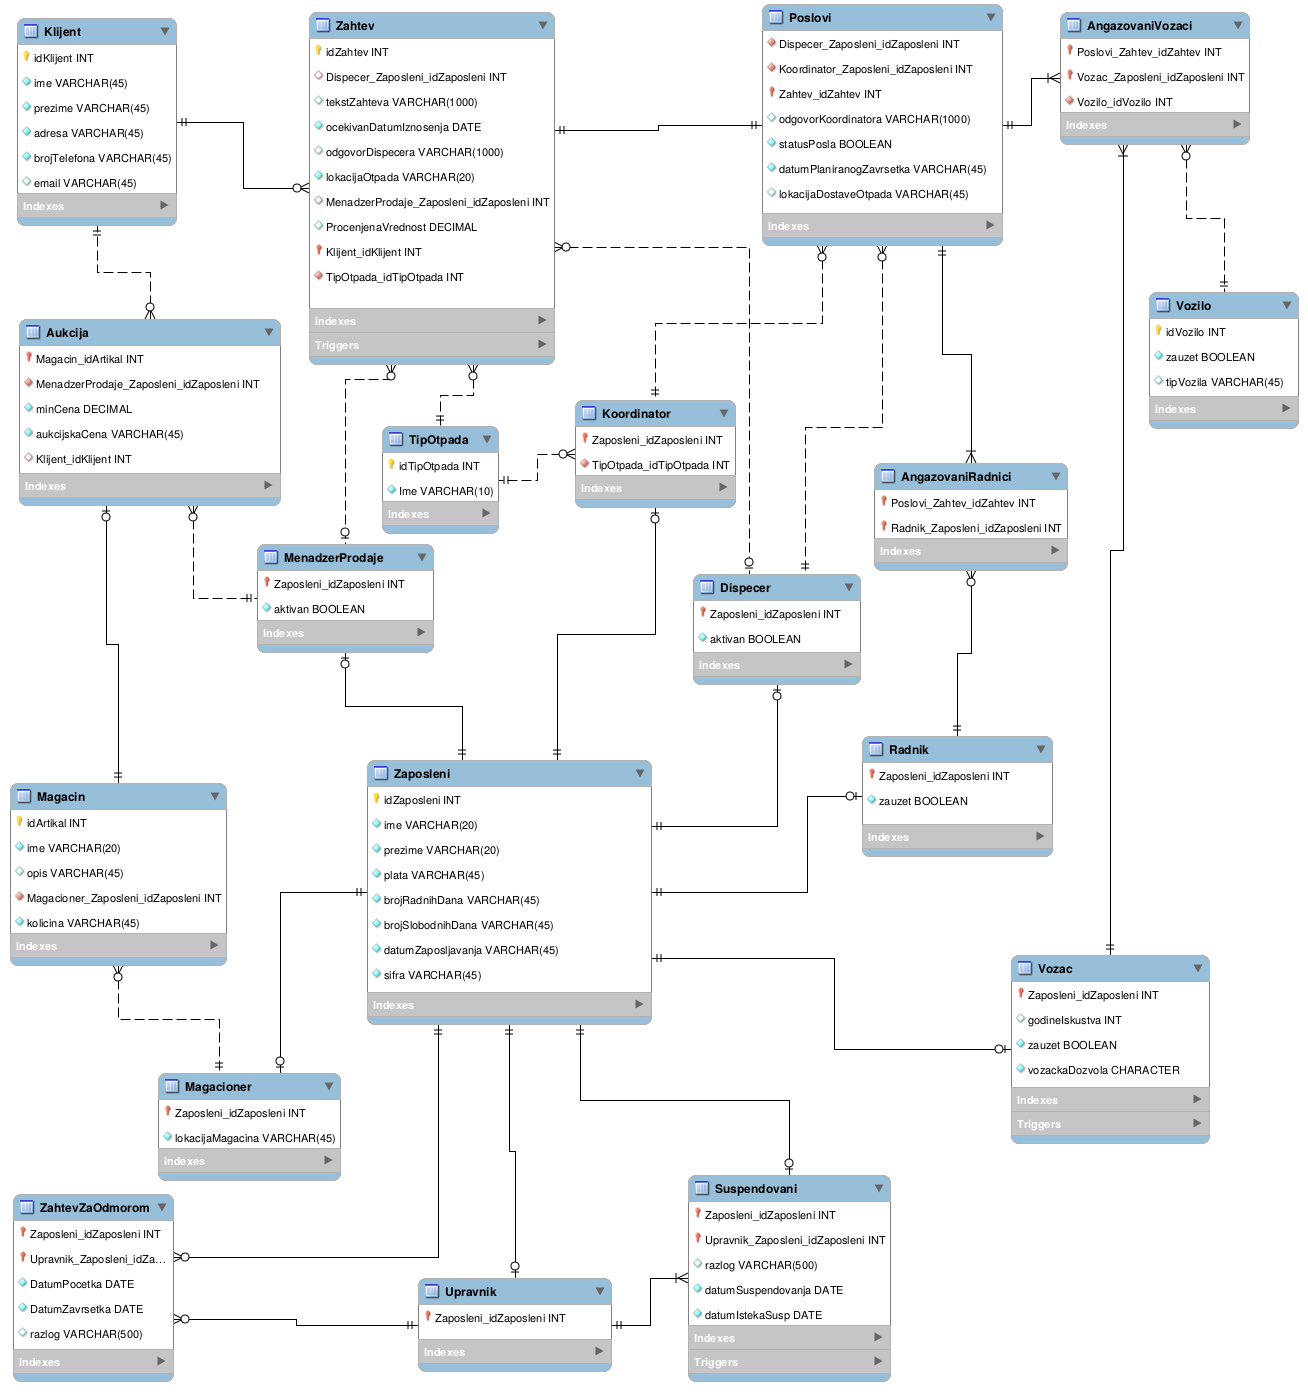 Klijent
idKlijent INT
ime VARCHAR(45)
prezime VARCHAR(45)
adresa VARCHAR(45)
brojTelefona VARCHAR(45)
email VARCHAR(45)
Indexes
Zahtev
idZahtev INT
Dispecer_Zaposleni_idZaposleni INT
tekstZahteva VARCHAR(1000)
ocekivanDatumIznosenja DATE
odgovorDispecera VARCHAR(1000)
lokacijaOtpada VARCHAR(20)
MenadzerProdaje_Zaposleni_idZaposleni INT
ProcenjenaVrednost DECIMAL
Klijent_idKlijent INT
TipOtpada_idTipOtpada INT
Indexes
Triggers
Poslovi
Dispecer_Zaposleni_idZaposleni INT
Koordinator_Zaposleni_idZaposleni INT
Zahtev_idZahtev INT
odgovorKoordinatora VARCHAR(1000)
statusPosla BOOLEAN
datumPlaniranogZavrsetka VARCHAR(45)
lokacijaDostaveOtpada VARCHAR(45)
Indexes
AngazovaniVozaci
Poslovi_Zahtev_idZahtev INT
Vozac_Zaposleni_idZaposleni INT
Vozilo_idVozilo INT
Indexes
Vozilo
idVozilo INT
zauzet BOOLEAN
tipVozila VARCHAR(45)
Indexes
Aukcija
Magacin_idArtikal INT
MenadzerProdaje_Zaposleni_idZaposleni INT
minCena DECIMAL
aukcijskaCena VARCHAR(45)
Klijent_idKlijent INT
Indexes
TipOtpada
idTipOtpada INT
Ime VARCHAR(10)
Indexes
Koordinator
Zaposleni_idZaposleni INT
TipOtpada_idTipOtpada INT
Indexes
AngazovaniRadnici
Poslovi_Zahtev_idZahtev INT
Radnik_Zaposleni_idZaposleni INT
Indexes
MenadzerProdaje
Zaposleni_idZaposleni INT
aktivan BOOLEAN
Indexes
Dispecer
Zaposleni_idZaposleni INT
aktivan BOOLEAN
Indexes
Radnik
Zaposleni_idZaposleni INT
zauzet BOOLEAN
Indexes
Zaposleni
idZaposleni INT
ime VARCHAR(20)
prezime VARCHAR(20)
plata VARCHAR(45)
brojRadnihDana VARCHAR(45)
brojSlobodnihDana VARCHAR(45)
datumZaposljavanja VARCHAR(45)
sifra VARCHAR(45)
Indexes
Magacin
idArtikal INT
ime VARCHAR(20)
opis VARCHAR(45)
Magacioner_Zaposleni_idZaposleni INT
kolicina VARCHAR(45)
Indexes
Vozac
Zaposleni_idZaposleni INT
godineIskustva INT
zauzet BOOLEAN
vozackaDozvola CHARACTER
Indexes
Triggers
Magacioner
Zaposleni_idZaposleni INT
lokacijaMagacina VARCHAR(45)
Indexes
ZahtevZaOdmorom
Zaposleni_idZaposleni INT
Upravnik_Zaposleni_idZa...
DatumPocetka DATE
DatumZavrsetka DATE
razlog VARCHAR(500)
Indexes
Upravnik
Zaposleni_idZaposleni INT
Indexes
Suspendovani
Zaposleni_idZaposleni INT
Upravnik_Zaposleni_idZaposleni INT
razlog VARCHAR(500)
datumSuspendovanja DATE
datumIstekaSusp DATE
Indexes
Triggers